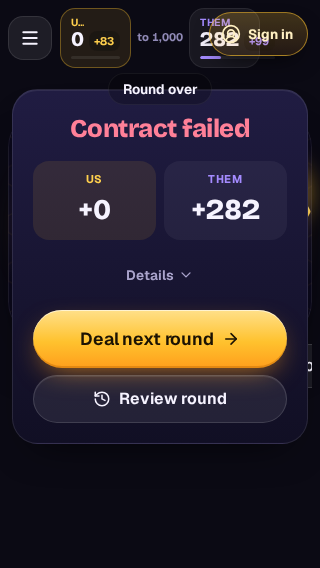 U...
0 +83
to 1,000
THEM
282 +99
Sign in
Round over
Contract failed
US
+0
THEM
+282
Details
Deal next round
Review round